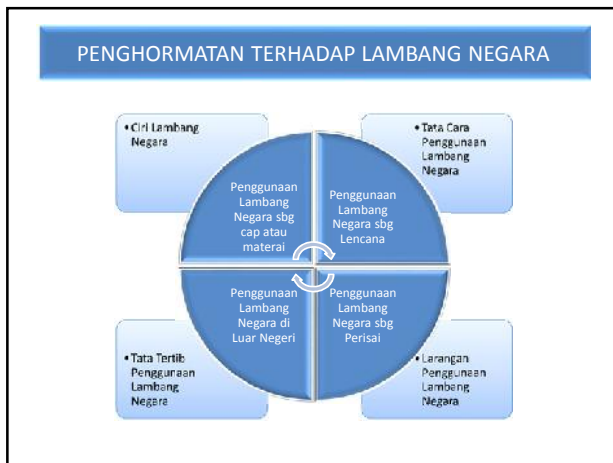 PENGHORMATAN TERHADAP LAMBANG NEGARA
• Ciri Lambang
Negara
• Tata Cara
Penggunaan
Lambang
Negara
Penggunaan
Lambang
Negara sbg
cap atau
materai
Penggunaan
Lambang
Negara sbg
Lencana
Penggunaan
Lambang
Negara di
Luar Negeri
Penggunaan
Lambang
Negara sbg
Perisai
• Tata Tertib
Penggunaan
Lambang
Negara
• Larangan
Penggunaan
Lambang
Negara